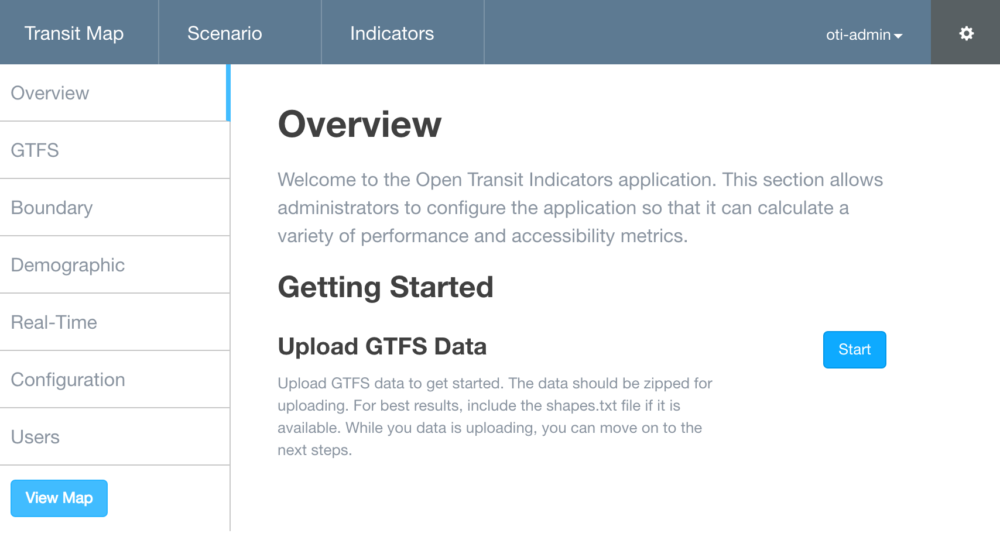 Transit Map
Scenario
Indicators
oti-admin
Overview
GTFS
Boundary
Demographic
Real-Time
Configuration
Users
View Map
Overview
Welcome to the Open Transit Indicators application. This section allows
administrators to configure the application so that it can calculate a
variety of performance and accessibility metrics.
Getting Started
Upload GTFS Data
Start
Upload GTFS data to get started. The data should be zipped for
uploading. For best results, include the shapes.txt file if it is
available. While you data is uploading, you can move on to the
next steps.